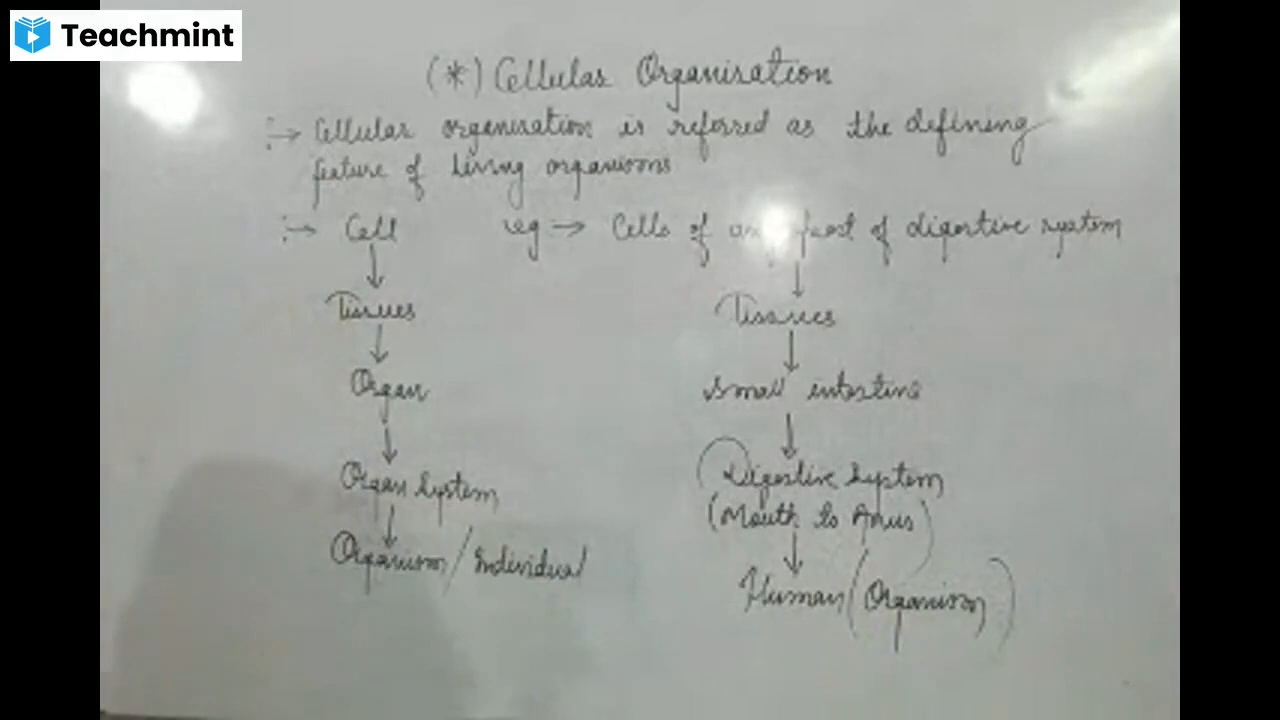 Teachmint
(*) Cellular Organisation
:→ Cellular organisation is referred as the defining
feature of living organisms
:→ Cell eg → Cells of any part of digestive system
↓ ↓
Tissues Tissues
↓ ↓
Organ Small intestine
↓ ↓
Organ System Digestive System
(Mouth to Anus)
↓ ↓
Organism/Individual Human (Organism)